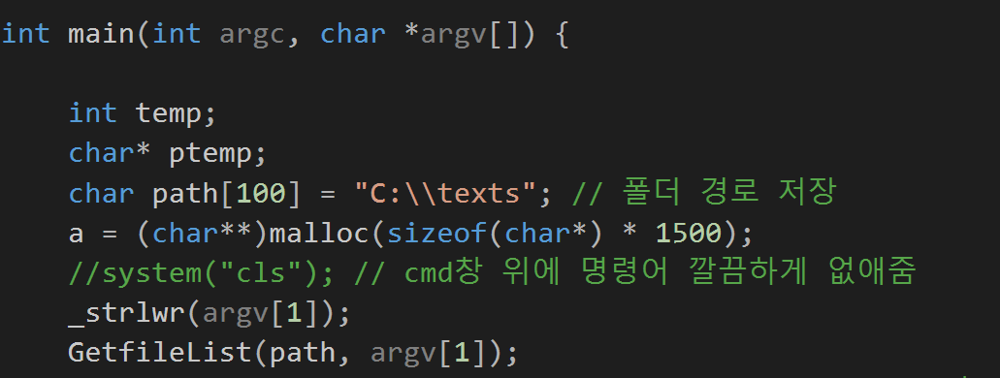 int main(int argc, char *argv[]) {
int temp;
char* ptemp;
char path[100] = "C:\\texts"; // 폴더 경로 저장
a = (char**)malloc(sizeof(char*) * 1500);
//system("cls"); // cmd창 위에 명령어 깔끔하게 없애줌
_strlwr(argv[1]);
GetfileList(path, argv[1]);